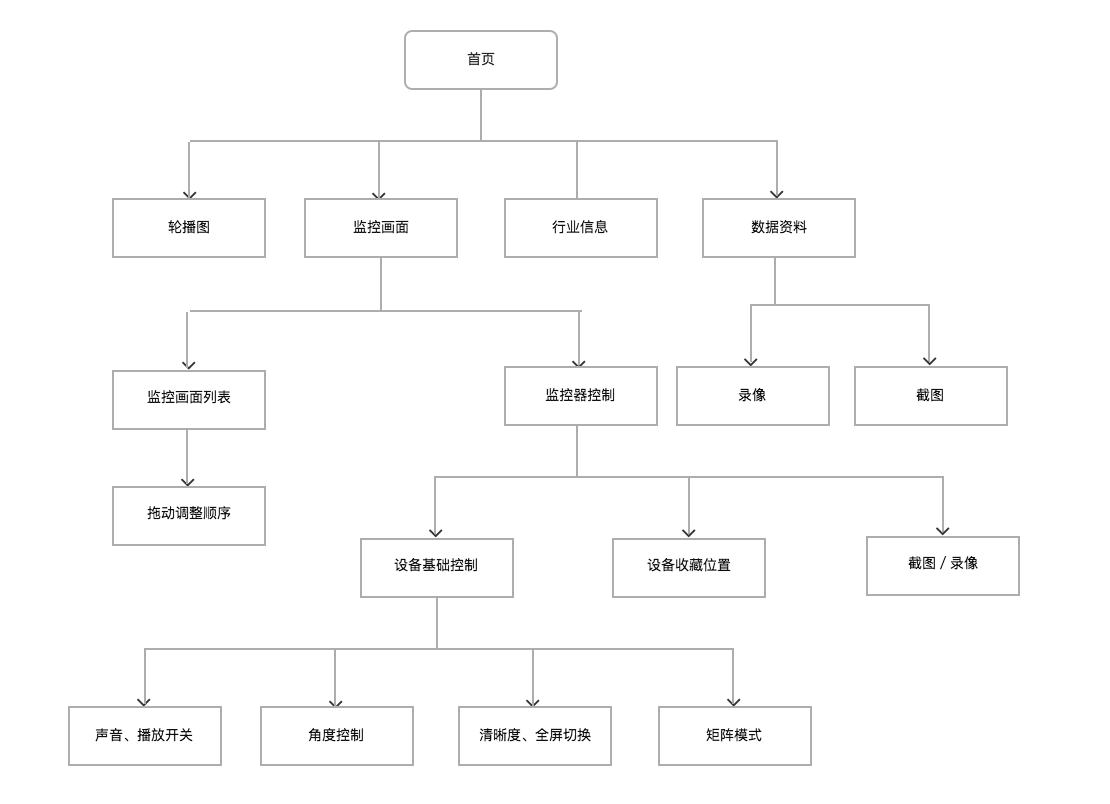 首页
轮播图
监控画面
行业信息
数据资料
监控画面列表
监控器控制
录像
截图
拖动调整顺序
设备基础控制
设备收藏位置
截图 / 录像
声音、播放开关
角度控制
清晰度、全屏切换
矩阵模式